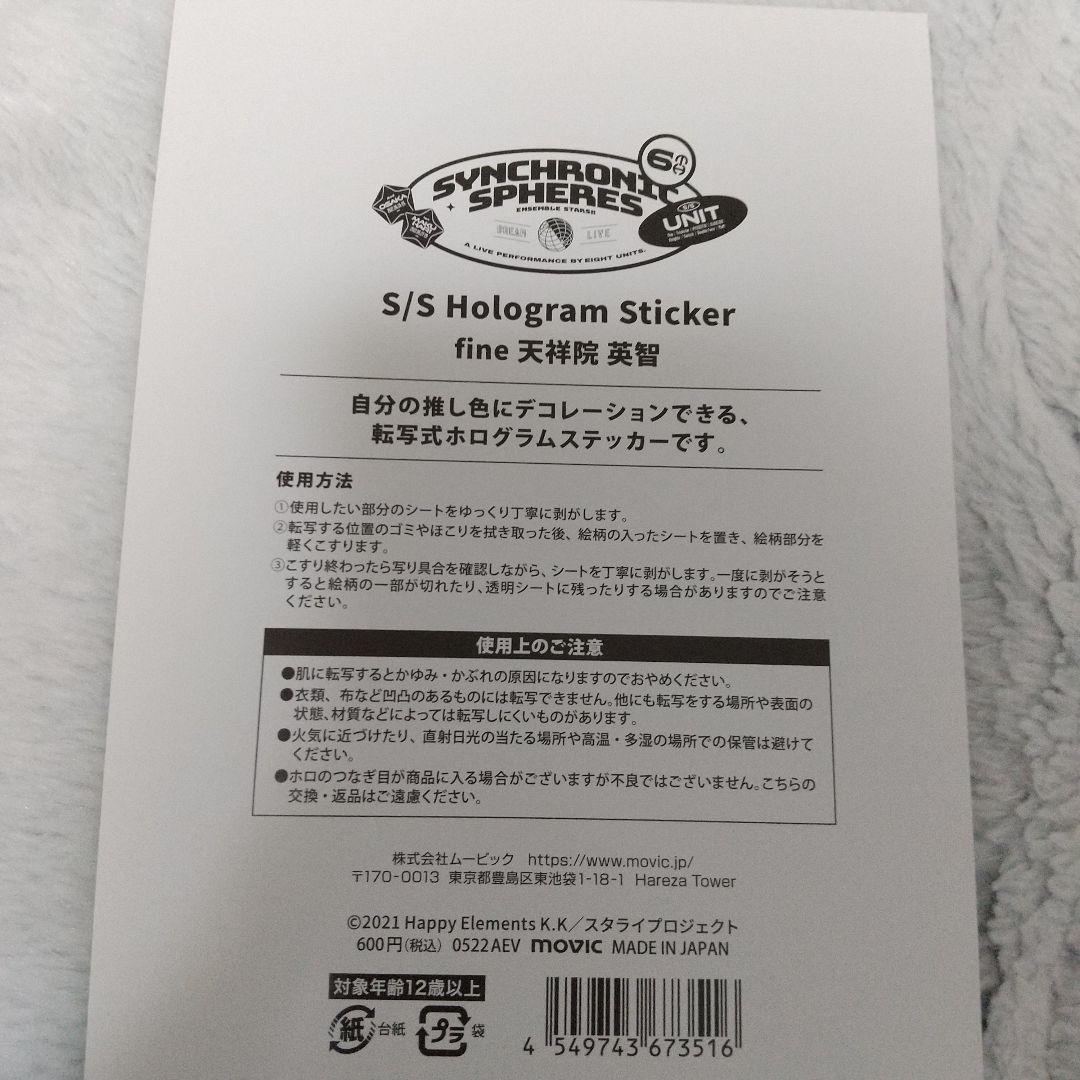 6th
SYNCHRONIC
SPHERES
ENSEMBLE STARS!!
DREAM LIVE
A LIVE PERFORMANCE BY EIGHT UNITS.
OSAKA
S/S
UNIT
S/S Hologram Sticker
fine 天祥院 英智
自分の推し色にデコレーションできる、
転写式ホログラムステッカーです。
使用方法
①使用したい部分のシートをゆっくり丁寧に剥がします。
②転写する位置のゴミやほこりを拭き取った後、絵柄の入ったシートを置き、絵柄部分を
軽くこすります。
③こすり終わったら写り具合を確認しながら、シートを丁寧に剥がします。一度に剥がそうと
すると絵柄の一部が切れたり、透明シートに残ったりする場合がありますのでご注意
ください。
使用上のご注意
●肌に転写するとかゆみ・かぶれの原因になりますのでおやめください。
●衣類、布など凹凸のあるものには転写できません。他にも転写をする場所や表面の
状態、材質などによっては転写しにくいものがあります。
●火気に近づけたり、直射日光の当たる場所や高温・多湿の場所での保管は避けて
ください。
●ホロのつなぎ目が商品に入る場合がございますが不良ではございません。こちらの
交換・返品はご遠慮ください。
株式会社ムービック https://www.movic.jp/
〒170-0013 東京都豊島区東池袋1-18-1 Hareza Tower
©2021 Happy Elements K.K／スタライプロジェクト
600円(税込) 0522AEV movic MADE IN JAPAN
対象年齢12歳以上
紙 台紙 プラ 袋
4 549743 673516